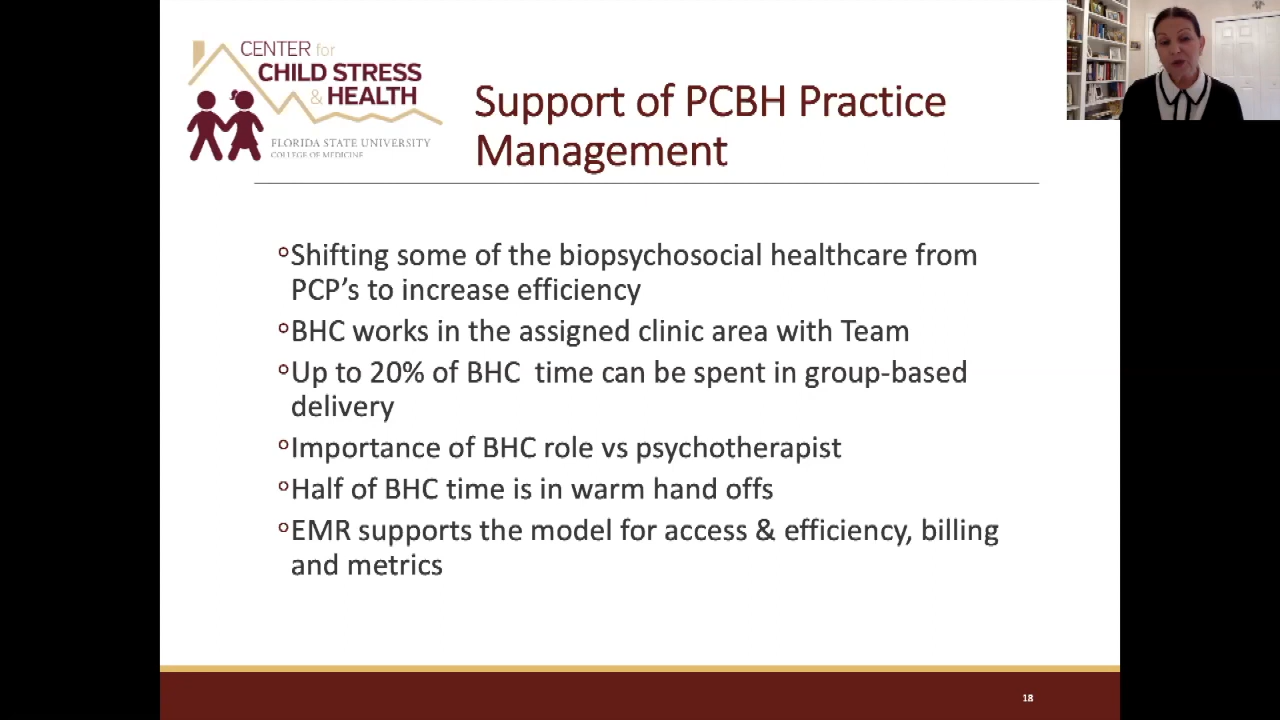 CENTER for
CHILD STRESS
& HEALTH
FLORIDA STATE UNIVERSITY
COLLEGE OF MEDICINE
Support of PCBH Practice
Management
Shifting some of the biopsychosocial healthcare from
PCP’s to increase efficiency
BHC works in the assigned clinic area with Team
Up to 20% of BHC time can be spent in group-based
delivery
Importance of BHC role vs psychotherapist
Half of BHC time is in warm hand offs
EMR supports the model for access & efficiency, billing
and metrics
18